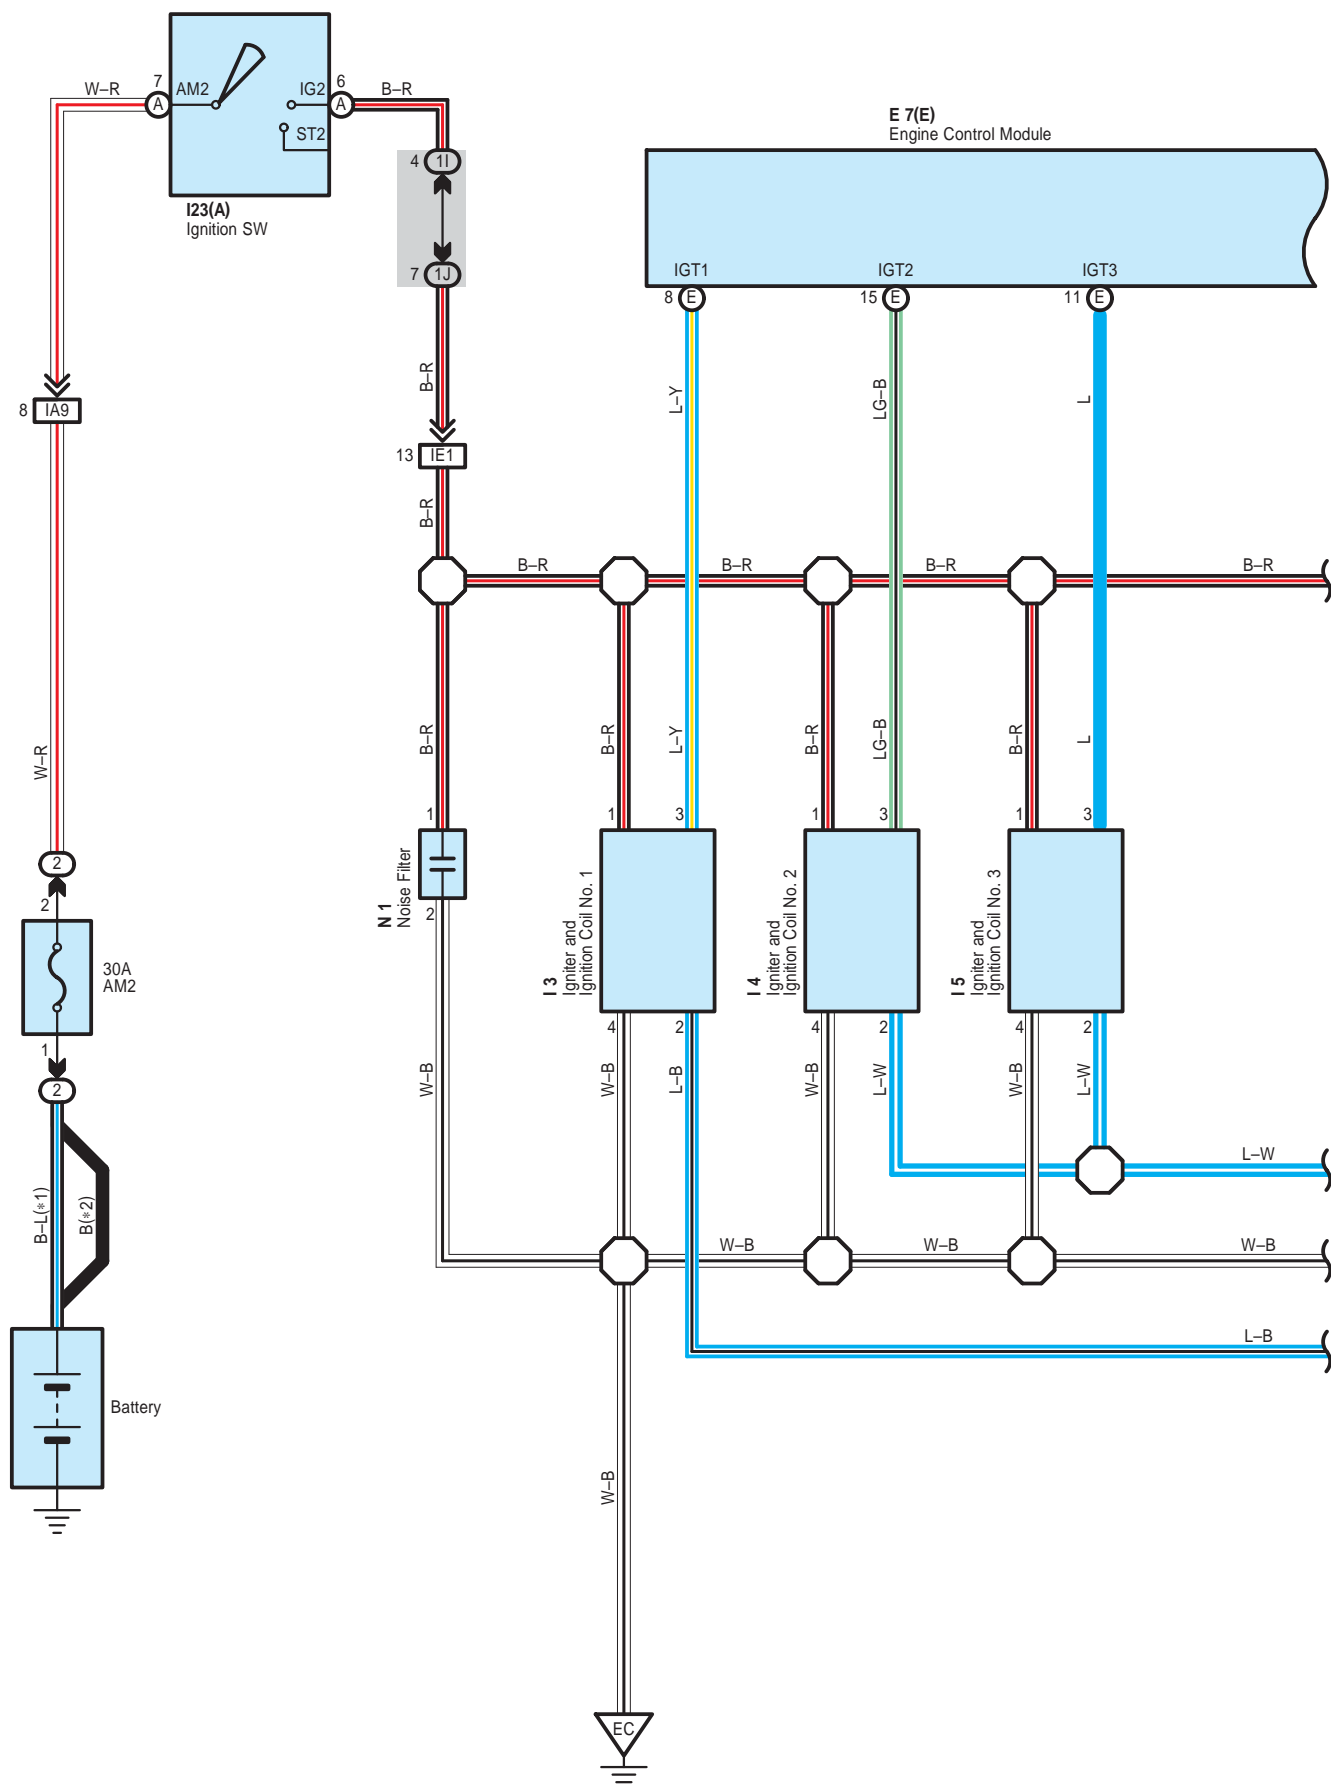 7
W–R
AM2
A
IG2
6
A
B–R
ST2
I23(A)
Ignition SW
4
1I
7
1J
E 7(E)
Engine Control Module
IGT1
IGT2
IGT3
8
E
15
E
11
E
B–R
L–Y
LG–B
L
8
IA9
13
IE1
B–R
B–R
B–R
B–R
B–R
W–R
B–R
B–R
L–Y
B–R
LG–B
B–R
L
1
1
3
1
3
1
3
2
2
30A
AM2
1
2
N 1
Noise Filter
2
I 3
Igniter and
Ignition Coil No. 1
I 4
Igniter and
Ignition Coil No. 2
I 5
Igniter and
Ignition Coil No. 3
4
2
4
2
4
2
W–B
W–B
L–B
W–B
L–W
W–B
L–W
L–W
B–L(*1)
B(*2)
W–B
W–B
W–B
L–B
Battery
W–B
EC